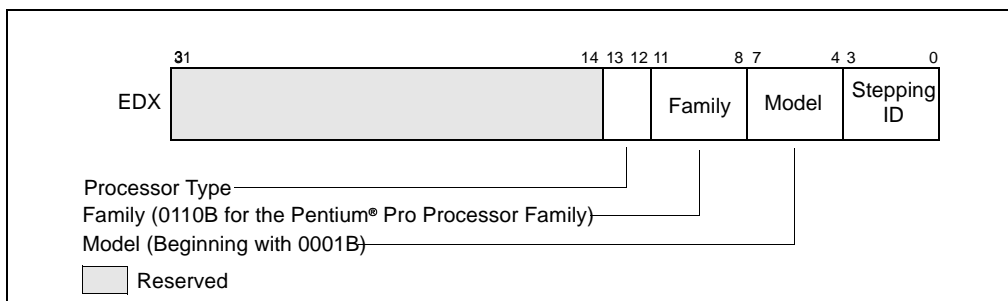 31 14 13 12 11 8 7 4 3 0
EDX Family Model Stepping
ID
Processor Type
Family (0110B for the Pentium® Pro Processor Family)
Model (Beginning with 0001B)
Reserved